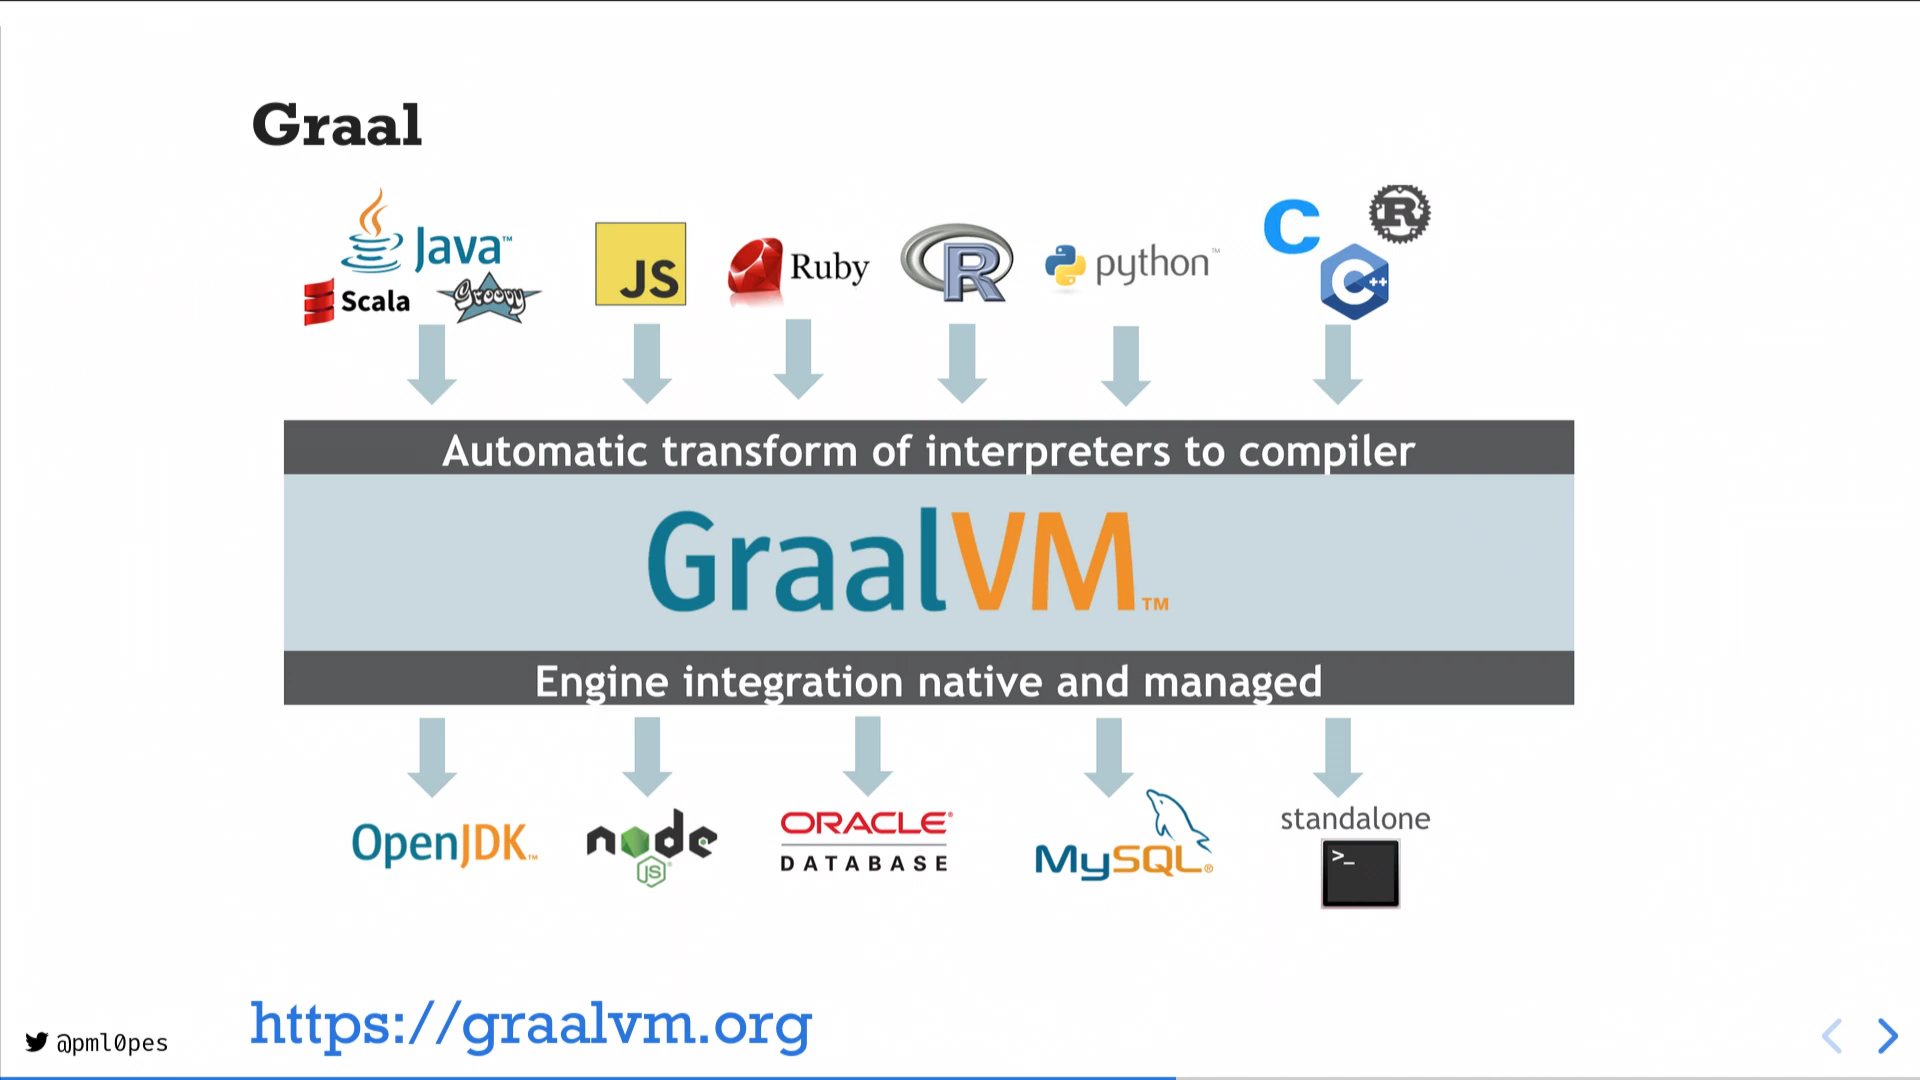 Graal
Java™
Scala
Groovy
JS
Ruby
R
python™
C
R
C++
Automatic transform of interpreters to compiler
GraalVM™
Engine integration native and managed
OpenJDK™
node
JS
ORACLE®
DATABASE
MySQL®
standalone
>_
https://graalvm.org
@pml0pes